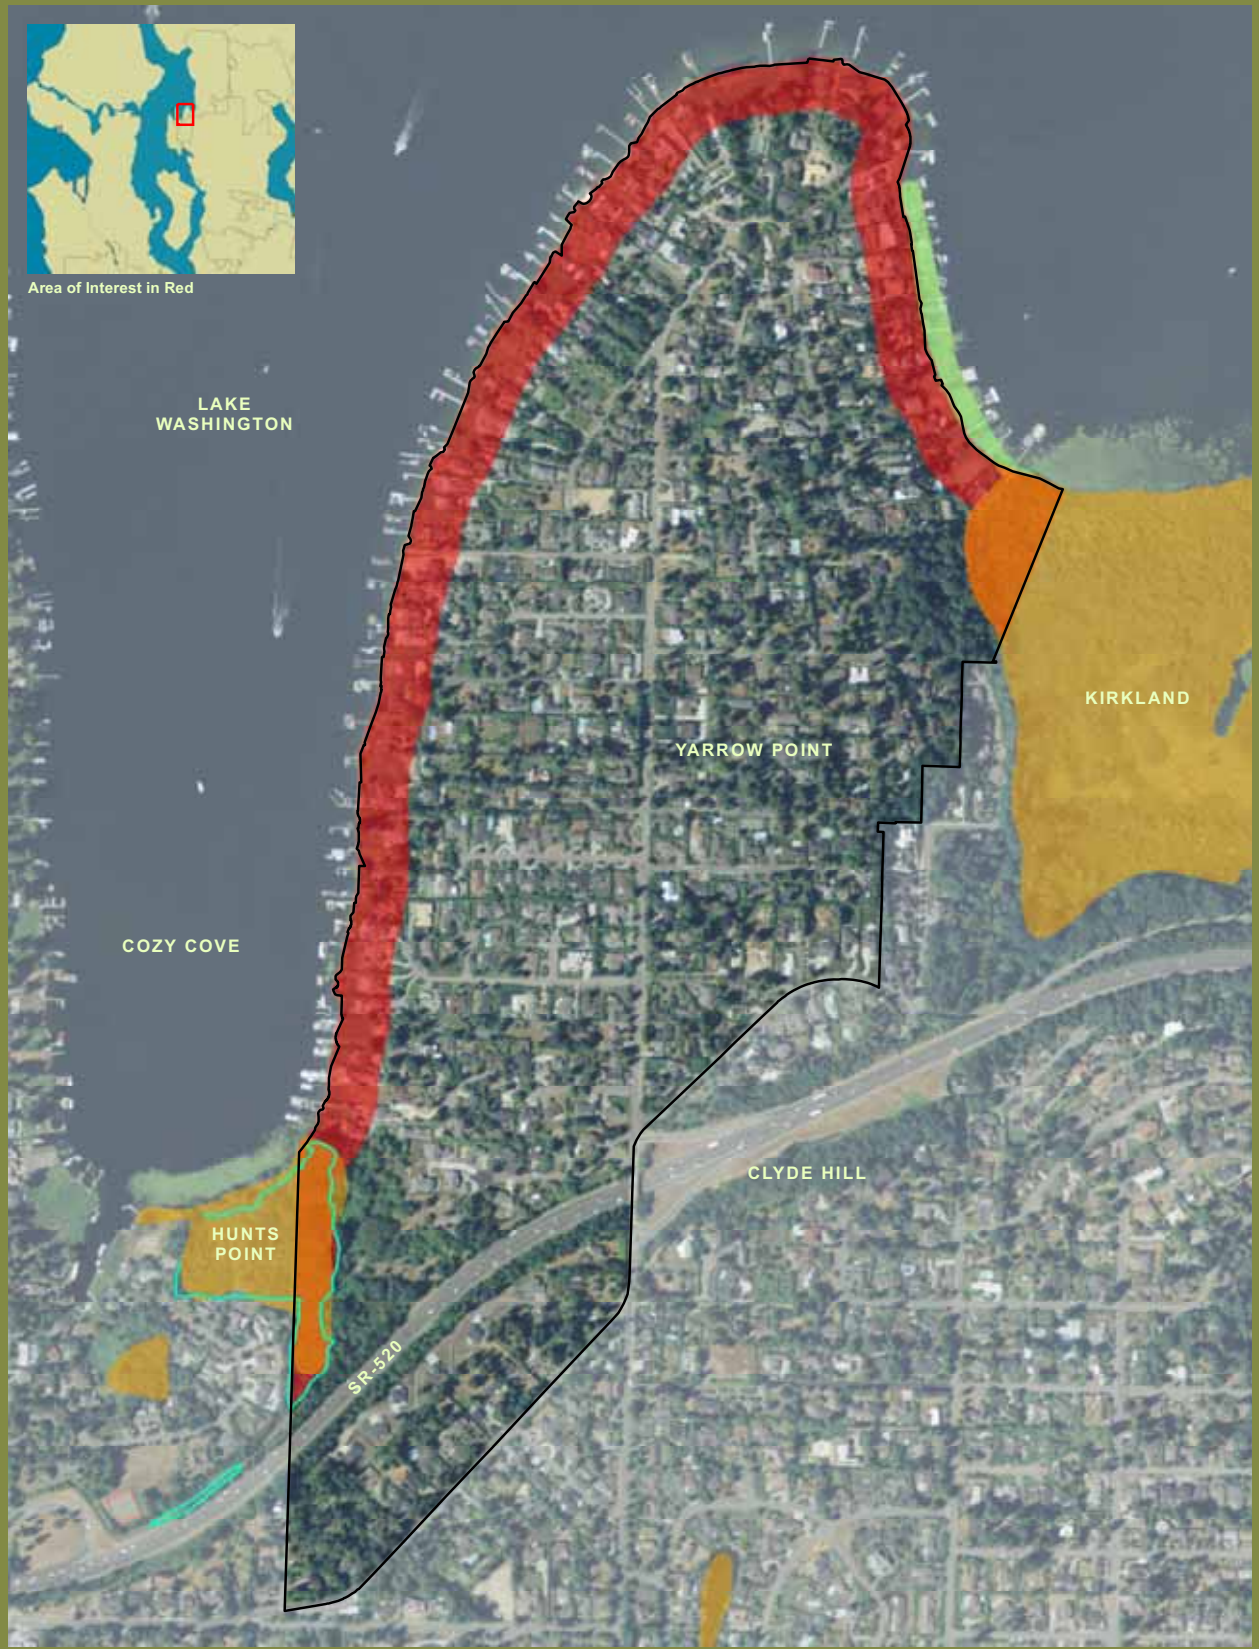 Area of Interest in Red
LAKE
WASHINGTON
KIRKLAND
YARROW POINT
COZY COVE
CLYDE HILL
HUNTS
POINT
SR-520